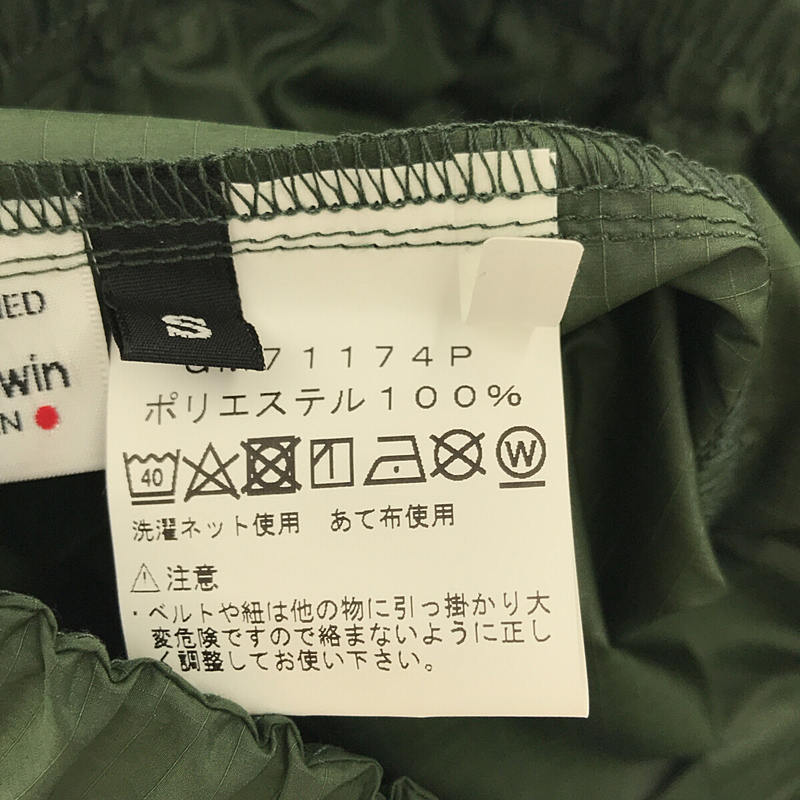 NED
win
N
S
71174P
ポリエステル100%
40
W
洗濯ネット使用 あて布使用
注意
・ベルトや紐は他の物に引っ掛かり大
変危険ですので絡まないように正し
く調整してお使い下さい。